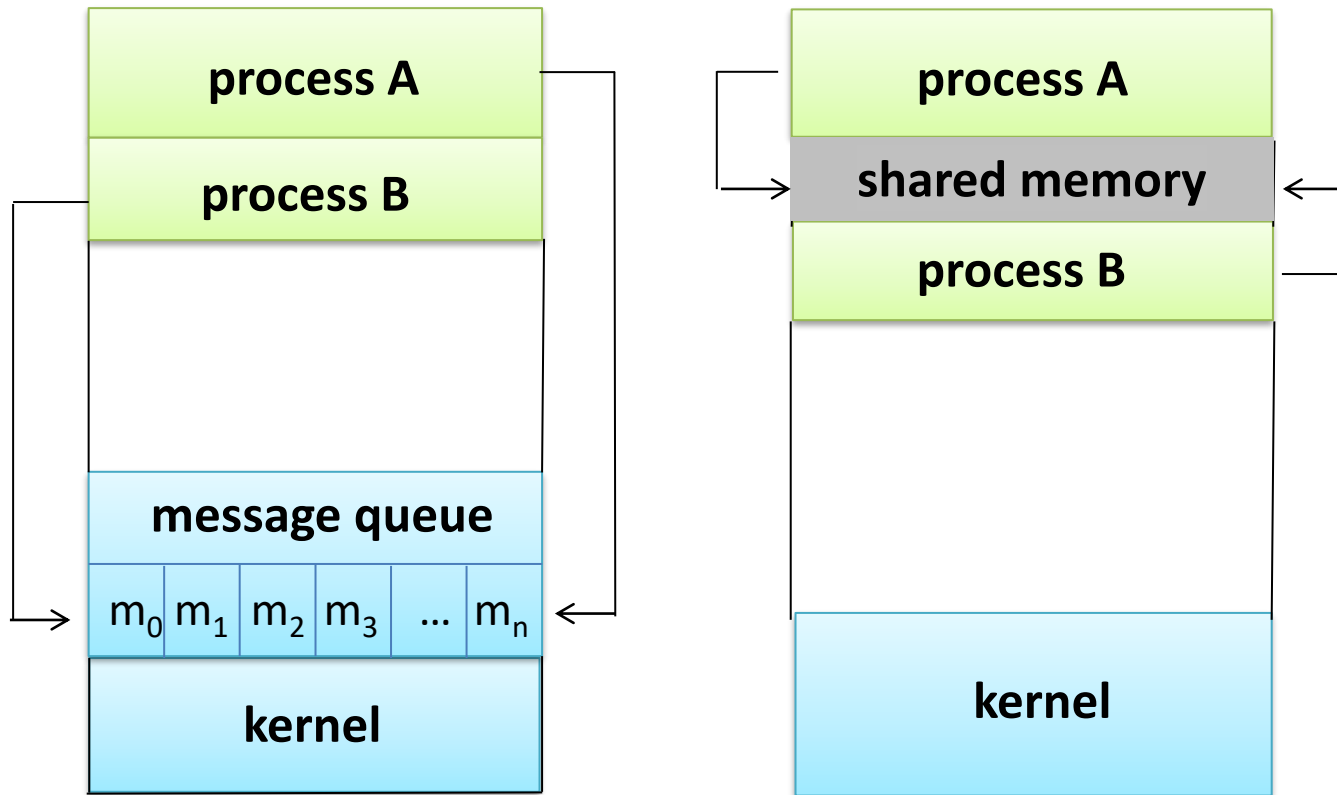 process A
process B
message queue
m0 m1 m2 m3 ... mn
kernel
process A
shared memory
process B
kernel